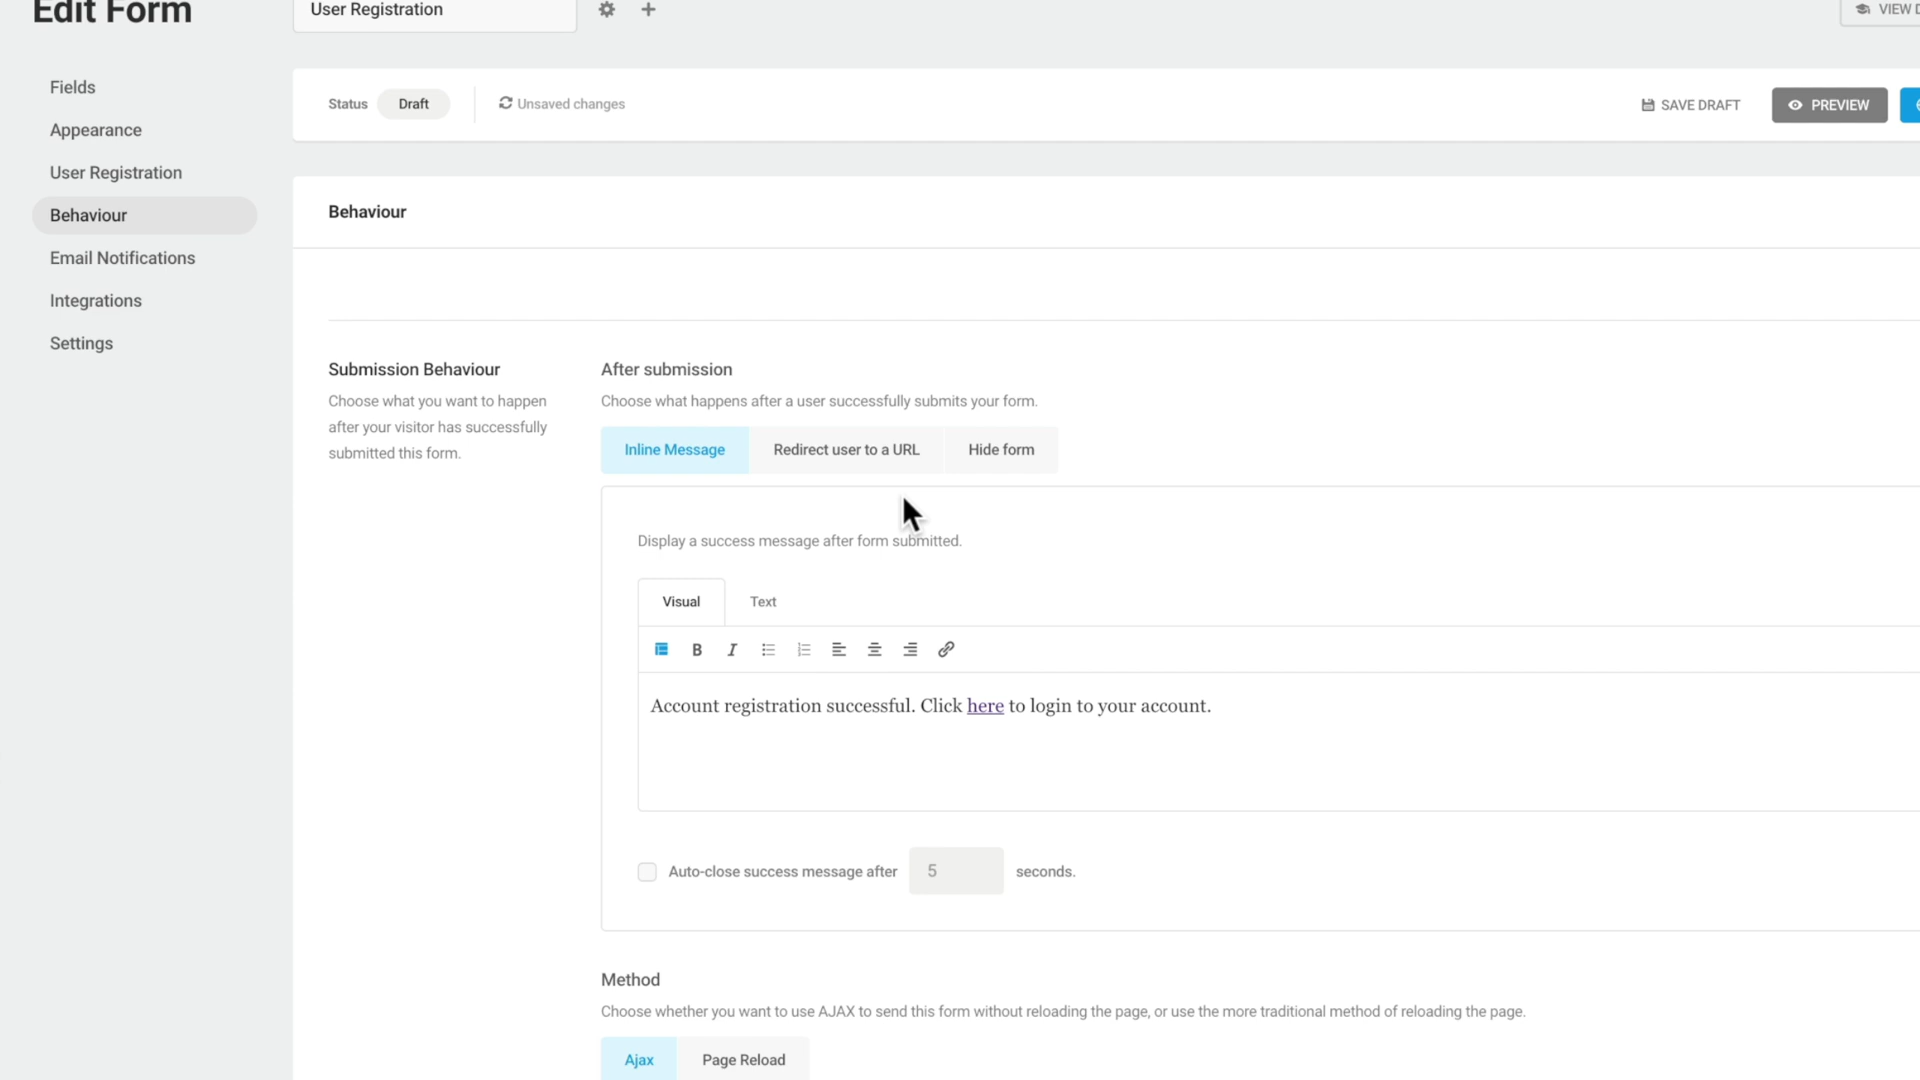 Edit Form
User Registration
VIEW D
Fields
Appearance
User Registration
Behaviour
Email Notifications
Integrations
Settings
Status Draft Unsaved changes SAVE DRAFT PREVIEW
Behaviour
Submission Behaviour
Choose what you want to happen
after your visitor has successfully
submitted this form.
After submission
Choose what happens after a user successfully submits your form.
Inline Message Redirect user to a URL Hide form
Display a success message after form submitted.
Visual Text
B I
Account registration successful. Click here to login to your account.
Auto-close success message after 5 seconds.
Method
Choose whether you want to use AJAX to send this form without reloading the page, or use the more traditional method of reloading the page.
Ajax Page Reload